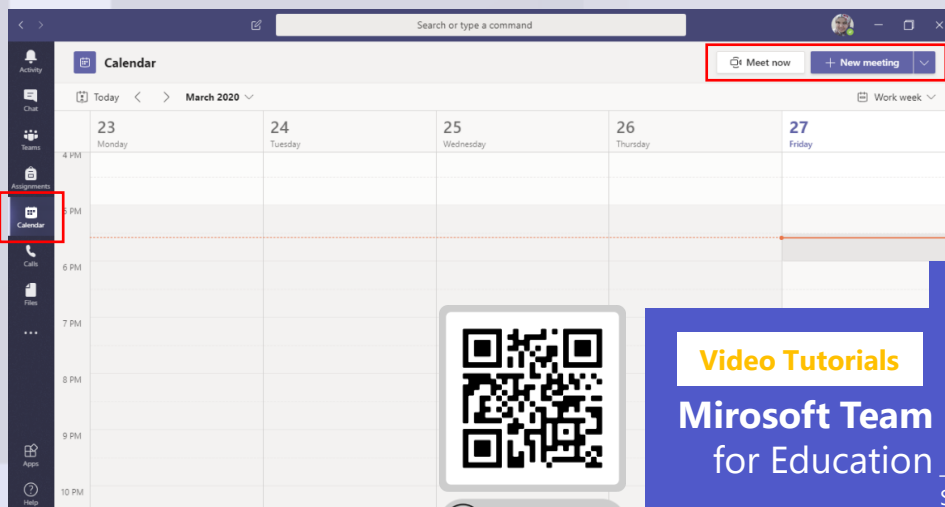 Search or type a command
Activity
Calendar
Meet now
New meeting
Chat
Today
March 2020
Work week
Teams
23
Monday
24
Tuesday
25
Wednesday
26
Thursday
27
Friday
4 PM
Assignments
5 PM
Calendar
Calls
6 PM
Files
7 PM
8 PM
9 PM
10 PM
Apps
Help
Video Tutorials
Mirosoft Team
for Education